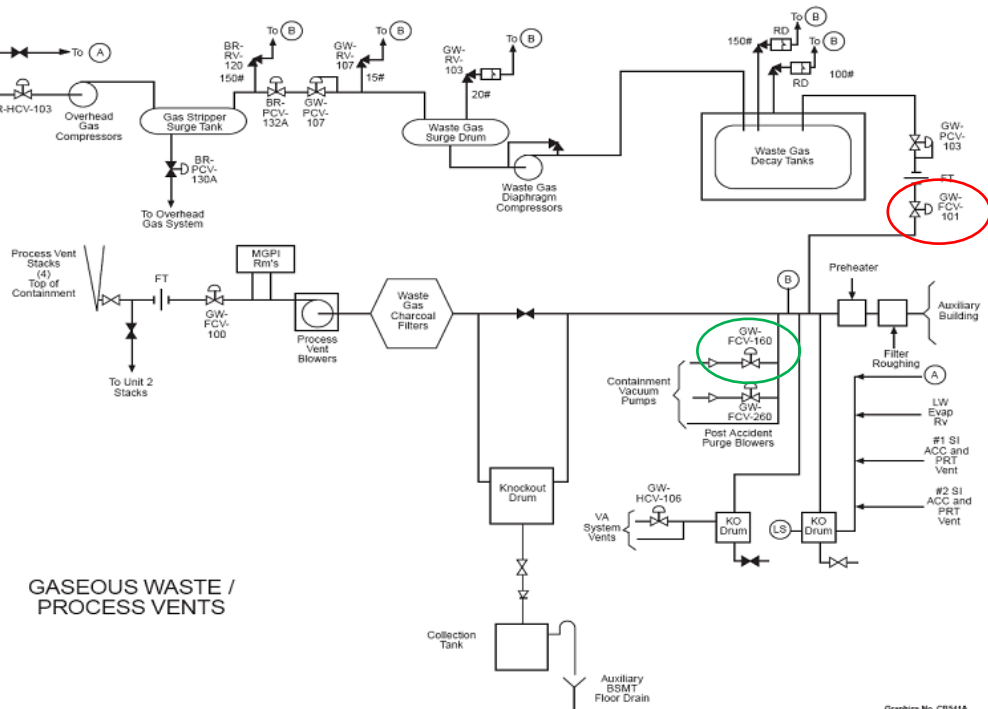 To A
R-HCV-103
Overhead
Gas
Compressors
BR-
RV-
120
150#
To B
BR-
PCV-
132A
GW-
PCV-
107
GW-
RV-
107
15#
To B
Gas Stripper
Surge Tank
BR-
PCV-
130A
To Overhead
Gas System
GW-
RV-
103
20#
To B
Waste Gas
Surge Drum
Waste Gas
Diaphragm
Compressors
150#
RD
To B
To B
RD
100#
Waste Gas
Decay Tanks
GW-
PCV-
103
FT
GW-
FCV-
101
Process Vent
Stacks
(4)
Top of
Containment
FT
GW-
FCV-
100
MGPI
Rm's
Process
Vent
Blowers
To Unit 2
Stacks
Waste
Gas
Charcoal
Filters
B
Preheater
Filter
Roughing
Auxiliary
Building
GW-
FCV-160
Containment
Vacuum
Pumps
GW-
FCV-260
Post Accident
Purge Blowers
A
LW
Evap
Rv
#1 SI
ACC and
PRT
Vent
#2 SI
ACC and
PRT
Vent
Knockout
Drum
GW-
HCV-106
VA
System
Vents
KO
Drum
LS
KO
Drum
GASEOUS WASTE /
PROCESS VENTS
Collection
Tank
Auxiliary
BSMT
Floor Drain
Graphics No. CB541A